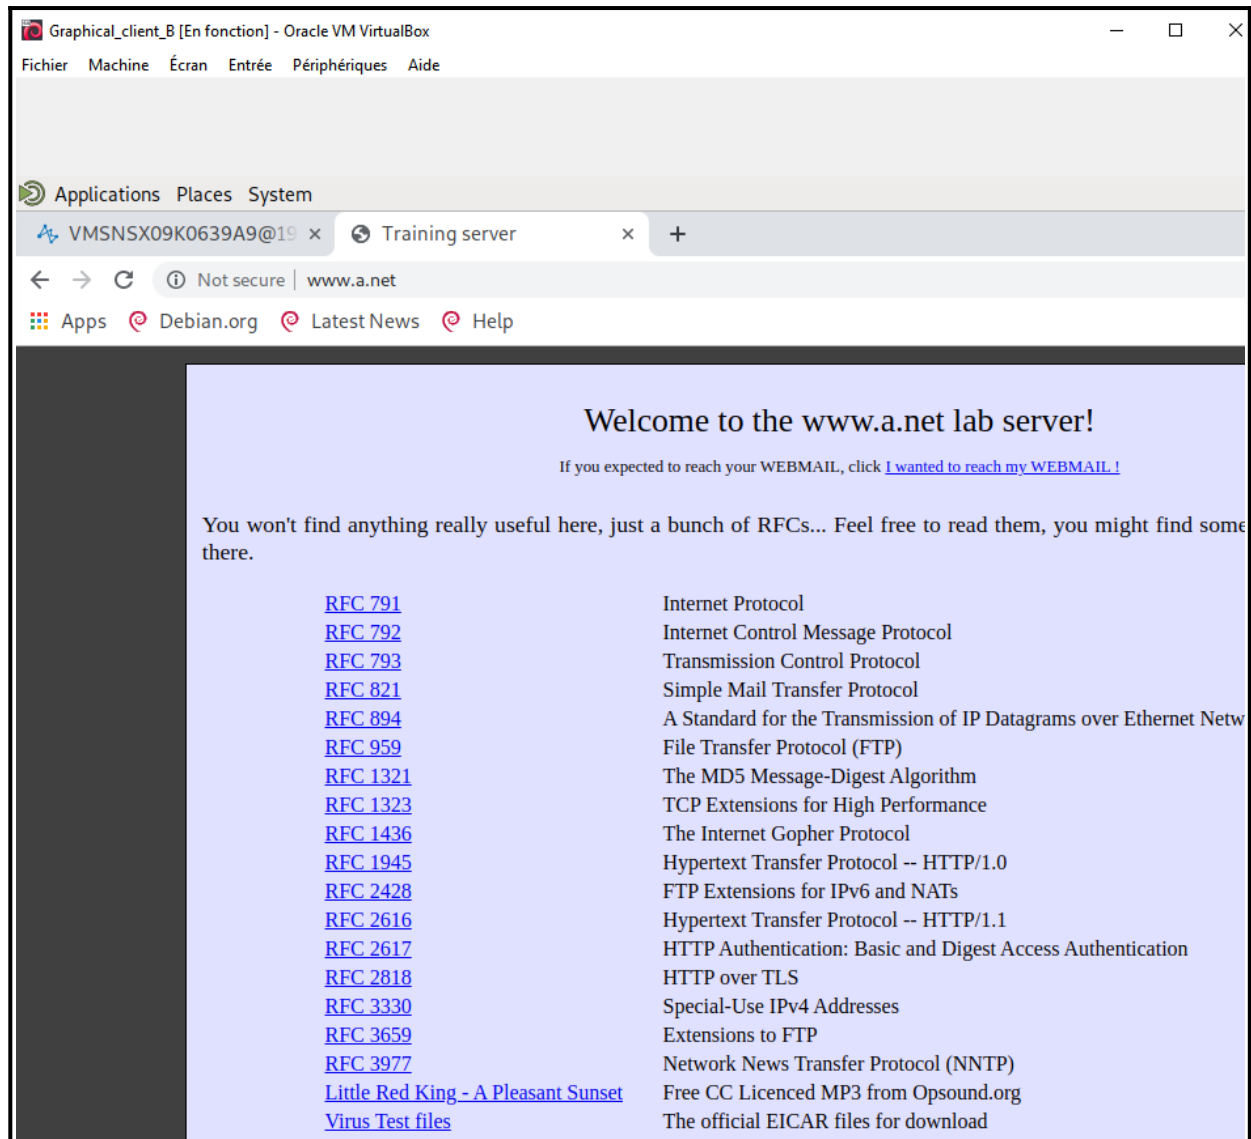 Graphical_client_B [En fonction] - Oracle VM VirtualBox
Fichier Machine Écran Entrée Périphériques Aide
Applications Places System
VMSNSX09K0639A9@19 Training server
Not secure www.a.net
Apps Debian.org Latest News Help
Welcome to the www.a.net lab server!
If you expected to reach your WEBMAIL, click I wanted to reach my WEBMAIL !
You won't find anything really useful here, just a bunch of RFCs... Feel free to read them, you might find some
there.
RFC 791 Internet Protocol
RFC 792 Internet Control Message Protocol
RFC 793 Transmission Control Protocol
RFC 821 Simple Mail Transfer Protocol
RFC 894 A Standard for the Transmission of IP Datagrams over Ethernet Netw
RFC 959 File Transfer Protocol (FTP)
RFC 1321 The MD5 Message-Digest Algorithm
RFC 1323 TCP Extensions for High Performance
RFC 1436 The Internet Gopher Protocol
RFC 1945 Hypertext Transfer Protocol -- HTTP/1.0
RFC 2428 FTP Extensions for IPv6 and NATs
RFC 2616 Hypertext Transfer Protocol -- HTTP/1.1
RFC 2617 HTTP Authentication: Basic and Digest Access Authentication
RFC 2818 HTTP over TLS
RFC 3330 Special-Use IPv4 Addresses
RFC 3659 Extensions to FTP
RFC 3977 Network News Transfer Protocol (NNTP)
Little Red King - A Pleasant Sunset Free CC Licenced MP3 from Opsound.org
Virus Test files The official EICAR files for download